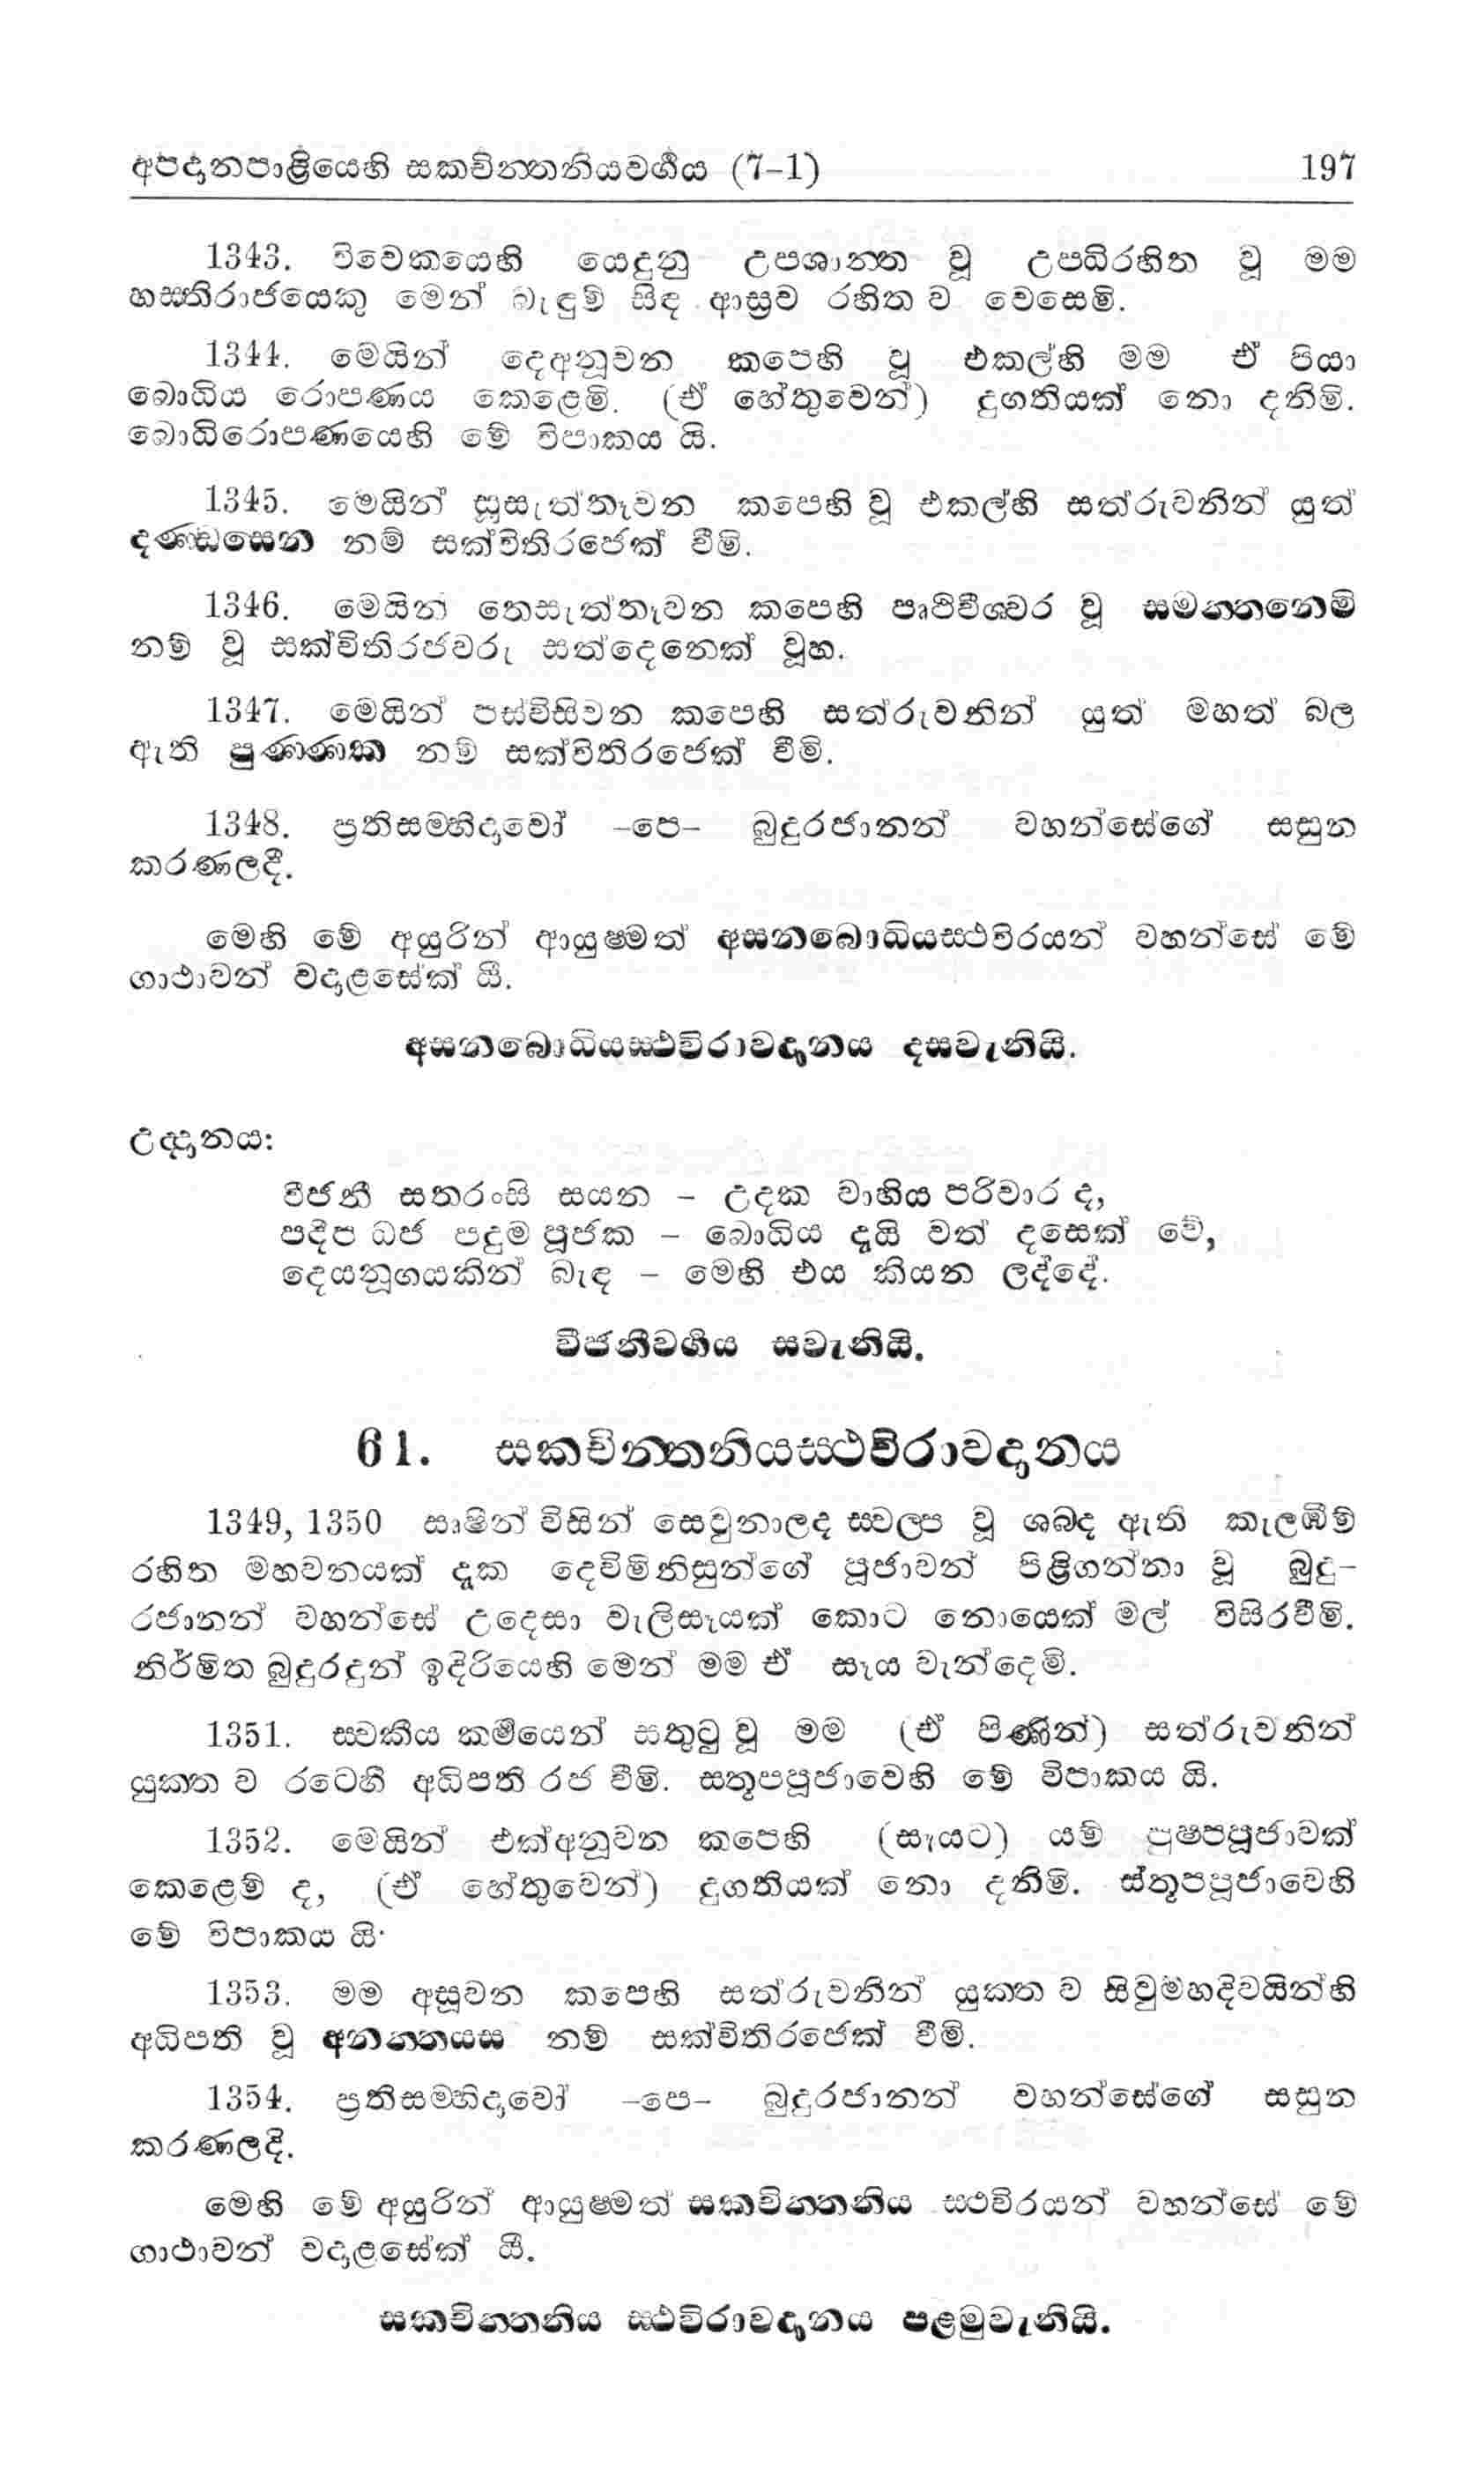 අපදානපාළියෙහි සකචින්තනියවර්ගය (7-1) 197
1343. විවෙකයෙහි යෙදුනු උපශාන්ත වූ උපධිරහිත වූ මම
හස්තිරාජයෙකු මෙන් බැඳුම් සිඳ ආස්‍රව රහිත ව වෙසෙමි.
1344. මෙයින් දෙඅනූවන කපෙහි වූ එකල්හි මම ඒ පියා
බොධිය රොපණය කෙළෙමි. (ඒ හේතුවෙන්) දුගතියක් නො දනිමි.
බොධිරොපණයෙහි මේ විපාකය යි.
1345. මෙයින් සූසැත්තෑවන කපෙහි වූ එකල්හි සත්රුවනින් යුත්
දණ්ඩසෙන නම් සක්විතිරජෙක් වීමි.
1346. මෙයින් තෙසැත්තෑවන කපෙහි පෘථිවීශ්වර වූ සමන්තනෙමි
නම් වූ සක්විතිරජවරු සත්දෙනෙක් වූහ.
1347. මෙයින් පස්විසිවන කපෙහි සත්රුවනින් යුත් මහත් බල
ඇති පුණ්ණක නම් සක්විතිරජෙක් වීමි.
1348. ප්‍රතිසම්භිදාවෝ -පෙ- බුදුරජානන් වහන්සේගේ සසුන
කරණලදී.
මෙහි මේ අයුරින් ආයුෂ්මත් අසනබොධියස්ථවිරයන් වහන්සේ මේ
ගාථාවන් වදාළසේක් යි.
අසනබොධියස්ථවිරාවදානය දසවැනියි.
උද්දානය:
වීජනී සතරංසි සයන - උදක වාහිය පරිවාර ද,
පදීප ධජ පදුම පූජක - බොධිය දැයි වත් දසෙක් වේ,
දෙයනූගයකින් බැඳ - මෙහි එය කියන ලද්දේ.
වීජනීවර්ගය සවැනියි.
61. සකචින්තනියස්ථවිරාවදානය
1349, 1350 සෘෂීන් විසින් සෙවුනාලද ස්වල්ප වූ ශබ්ද ඇති කැලඹීම්
රහිත මහවනයක් දැක දෙව්මිනිසුන්ගේ පූජාවන් පිළිගන්නා වූ බුදු-
රජානන් වහන්සේ උදෙසා වැලිසෑයක් කොට නොයෙක් මල් විසිරවීමි.
නිර්මිත බුදුරදුන් ඉදිරියෙහි මෙන් මම ඒ සෑය වැන්දෙමි.
1351. ස්වකීය කර්මයෙන් සතුටු වූ මම (ඒ පිණින්) සත්රුවනින්
යුක්ත ව රටෙහි අධිපති රජ වීමි. ස්තූපපූජාවෙහි මේ විපාකය යි.
1352. මෙයින් එක්අනූවන කපෙහි (සෑයට) යම් පුෂ්පපූජාවක්
කෙළෙම් ද, (ඒ හේතුවෙන්) දුගතියක් නො දනිමි. ස්තූපපූජාවෙහි
මේ විපාකය යි.
1353. මම අසූවන කපෙහි සත්රුවනින් යුක්ත ව සිවුමහදිවයින්හි
අධිපති වූ අනන්තයස නම් සක්විතිරජෙක් වීමි.
1354. ප්‍රතිසම්භිදාවෝ -පෙ- බුදුරජානන් වහන්සේගේ සසුන
කරණලදි.
මෙහි මේ අයුරින් ආයුෂ්මත් සකචින්තනිය ස්ථවිරයන් වහන්සේ මේ
ගාථාවන් වදාළසේක් යි.
සකචින්තනිය ස්ථවිරාවදානය පළමුවැනියි.